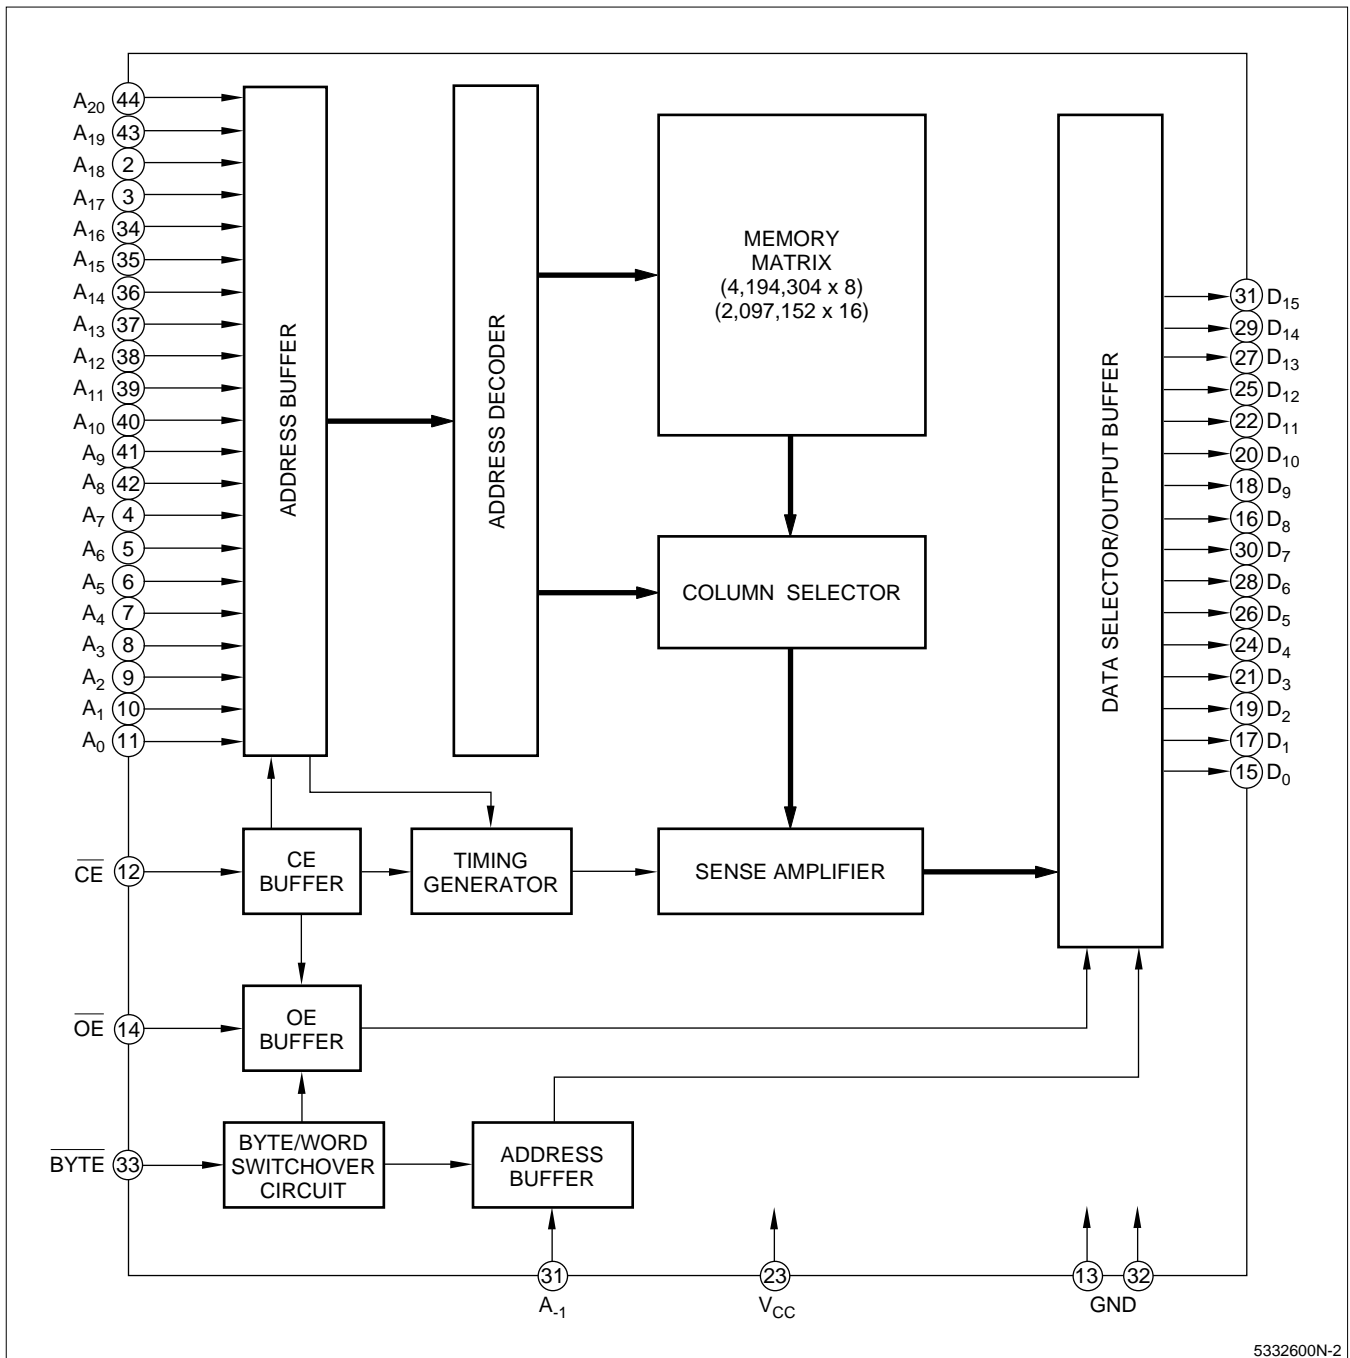 A20 44
A19 43
A18 2
A17 3
A16 34
A15 35
A14 36
A13 37
A12 38
A11 39
A10 40
A9 41
A8 42
A7 4
A6 5
A5 6
A4 7
A3 8
A2 9
A1 10
A0 11
ADDRESS BUFFER
ADDRESS DECODER
MEMORY
MATRIX
(4,194,304 x 8)
(2,097,152 x 16)
COLUMN SELECTOR
DATA SELECTOR/OUTPUT BUFFER
31 D15
29 D14
27 D13
25 D12
22 D11
20 D10
18 D9
16 D8
30 D7
28 D6
26 D5
24 D4
21 D3
19 D2
17 D1
15 D0
CE 12
CE
BUFFER
TIMING
GENERATOR
SENSE AMPLIFIER
OE 14
OE
BUFFER
BYTE 33
BYTE/WORD
SWITCHOVER
CIRCUIT
ADDRESS
BUFFER
31
A-1
23
VCC
13 32
GND
5332600N-2